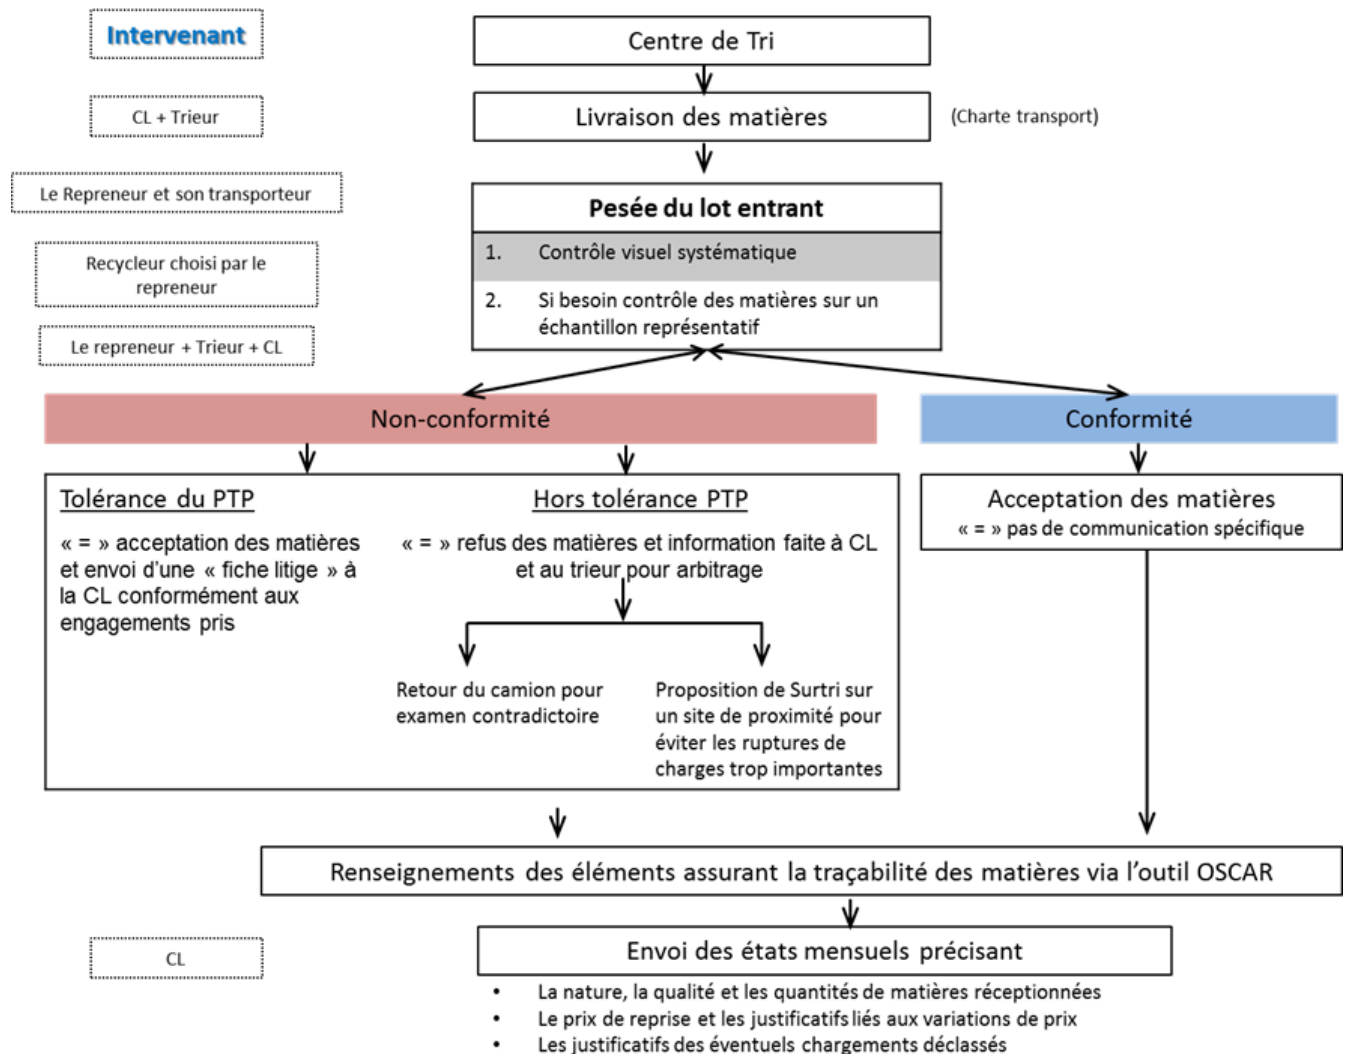 Intervenant
Centre de Tri
CL + Trieur
Livraison des matières
(Charte transport)
Le Repreneur et son transporteur
Pesée du lot entrant
1. Contrôle visuel systématique
Recycleur choisi par le
repreneur
2. Si besoin contrôle des matières sur un
échantillon représentatif
Le repreneur + Trieur + CL
Non-conformité
Conformité
Tolérance du PTP
« = » acceptation des matières
et envoi d'une « fiche litige » à
la CL conformément aux
engagements pris
Hors tolérance PTP
« = » refus des matières et information faite à CL
et au trieur pour arbitrage
Retour du camion pour
examen contradictoire
Proposition de Surtri sur
un site de proximité pour
éviter les ruptures de
charges trop importantes
Acceptation des matières
« = » pas de communication spécifique
Renseignements des éléments assurant la traçabilité des matières via l'outil OSCAR
CL
Envoi des états mensuels précisant
• La nature, la qualité et les quantités de matières réceptionnées
• Le prix de reprise et les justificatifs liés aux variations de prix
• Les justificatifs des éventuels chargements déclassés